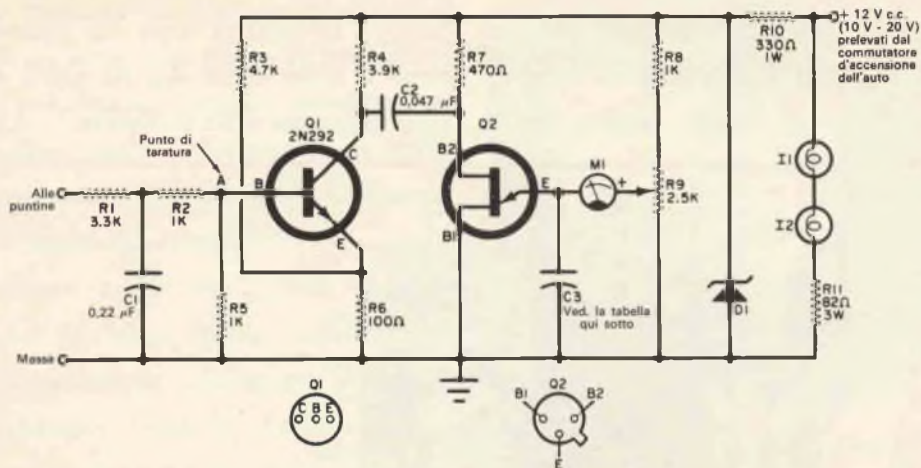 R3
4.7K
R4
3.9K
C2
0,047 µF
R7
470Ω
R8
1K
R10
330Ω
1W
+ 12 V c.c.
(10 V - 20 V)
prelevati dal
commutatore
d'accensione
dell'auto
Q1
2N292
Q2
Punto di
taratura
A
B
C
E
B2
B1
E
M1
+
R9
2.5K
I1
I2
Alle
puntine
R1
3.3K
R2
1K
C1
0,22 µF
R5
1K
R6
100Ω
C3
Ved. la tabella
qui sotto
D1
R11
82Ω
3W
Massa
Q1
C B E
Q2
B1
B2
E